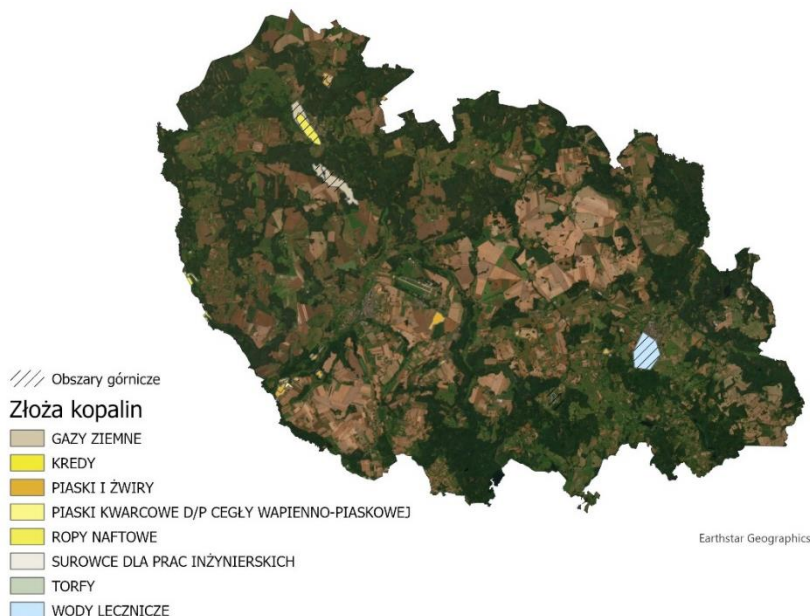 Obszary górnicze
Złoża kopalin
GAZY ZIEMNE
KREDY
PIASKI I ŻWIRY
PIASKI KWARCOWE D/P CEGŁY WAPIENNO-PIASKOWEJ
ROPY NAFTOWE
Earthstar Geographics
SUROWCE DLA PRAC INŻYNIERSKICH
TORFY
WODY LECZNICZE